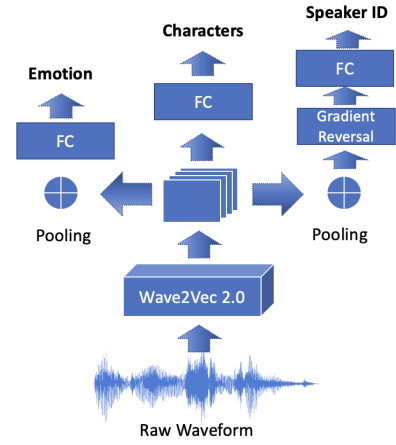 Speaker ID
Characters
FC
Emotion
FC
Gradient
Reversal
FC
Pooling
Pooling
Wave2Vec 2.0
Raw Waveform